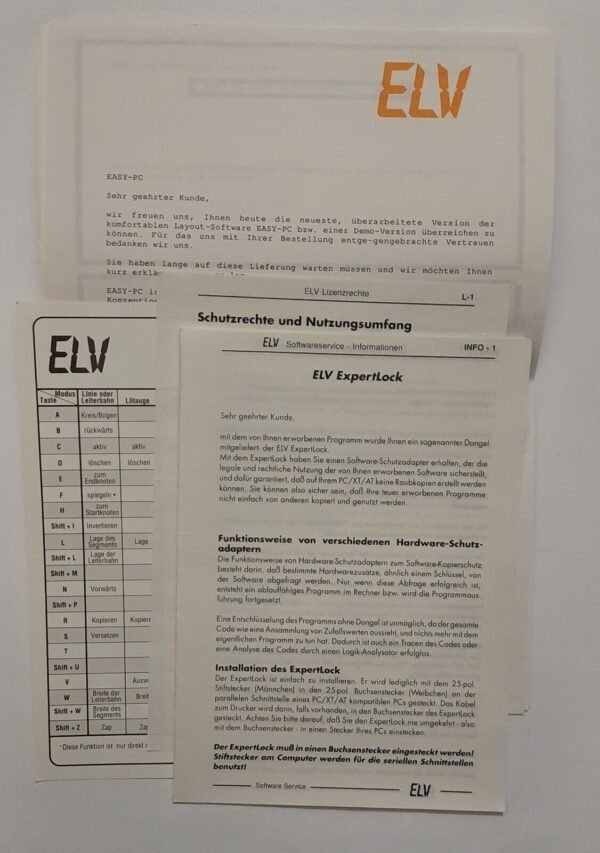 ELV
EASY-PC
Sehr geehrter Kunde,
wir freuen uns, Ihnen heute die neueste, überarbeitete Version der
komfortablen Layout-Software EASY-PC bzw. einer Demo-Version überreichen zu
können. Für das uns mit Ihrer Bestellung entge-gengebrachte Vertrauen
bedanken wir uns.
Sie haben lange auf diese Lieferung warten müssen und wir möchten Ihnen
kurz
EASY-PC
ELV Lizenzrechte
L-1
Schutzrechte und Nutzungsumfang
ELV
Modus
Taste
Linie oder Leiterbahn
Lötauge
A Kreis/Bogen
B rückwärts
C aktiv aktiv
D löschen löschen
E zum Endknoten
F spiegeln •
H zum Startknoten
Shift + I Invertieren
L Lage des Segments Lage
Shift + L Lage der Leiterbahn
Shift + M
N Vorwärts
Shift + P
R Kopieren Kopiere
S Versetzen
T
Shift + U
V Ausw
W Breite der Leiterbahn Breit
Shift + W Breite des Segments
Shift + Z Zap Zap
Diese Funktion ist nur direkt
ELV Softwareservice - Informationen INFO - 1
ELV ExpertLock
Sehr geehrter Kunde,
mit dem von Ihnen erworbenen Programm wurde Ihnen ein sogenannter Dongel
mitgeliefert- der ELV ExpertLock.
Mit dem ExpertLock haben Sie einen Software-Schutzadapter erhalten, der die
legale und rechtliche Nutzung der von Ihnen erworbenen Software sicherstellt,
und dafür garantiert, daß auf Ihrem PC/XT/AT keine Raubkopien erstellt werden
können. Sie können also sicher sein, daß Ihre teuer erworbenen Programme
nicht einfach von anderen kopiert und genutzt werden.
Funktionsweise von verschiedenen Hardware-Schutz-
adaptern
Die Funktionsweise von Hardware-Schutzadaptern zum Software-Kopierschutz
besteht darin, daß bestimmte Hardwarezusätze, ähnlich einem Schlüssel, von
der Software abgefragt werden. Nur wenn diese Abfrage erfolgreich ist,
entsteht ein ablauffähiges Programm im Rechner bzw. wird die Programmaus-
führung fortgesetzt.
Eine Entschlüsselung des Programms ohne Dongel ist unmöglich, da der gesamte
Code wie eine Ansammlung von Zufallswerten aussieht, und nichts mehr mit dem
eigentlichen Programm zu tun hat. Dadurch ist auch ein Tracen des Codes oder
eine Analyse des Codes durch einen Logik-Analysator erfolglos.
Installation des ExpertLock
Der ExpertLock ist einfach zu installieren. Er wird lediglich mit dem 25-pol.
Stiftstecker (Männchen) in den 25-pol. Buchsenstecker (Weibchen) an der
parallelen Schnittstelle eines PC/XT/AT kompatiblen PCs gesteckt. Das Kabel
zum Drucker wird dann, falls vorhanden, in den Buchsenstecker des ExpertLock
gesteckt. Achten Sie bitte darauf, daß Sie den ExpertLock nie umgekehrt - also
mit dem Buchsenstecker - in einen Stecker Ihres PCs einstecken.
Der ExpertLock muß in einen Buchsenstecker eingesteckt werden!
Stiftstecker am Computer werden für die seriellen Schnittstellen
benutzt!
Software Service
ELV